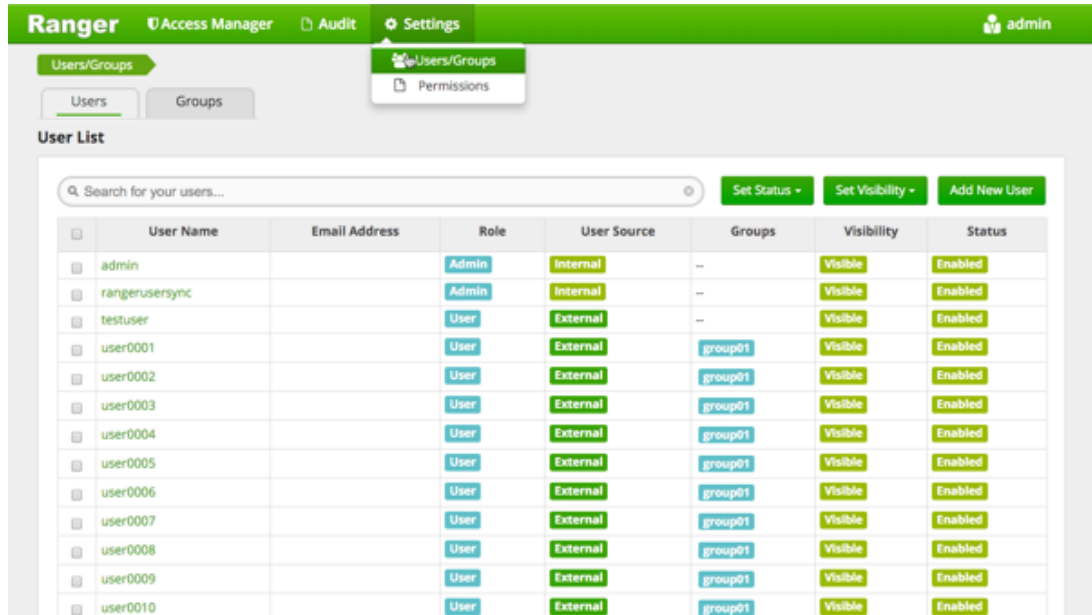 Ranger Access Manager Audit Settings admin
Users/Groups
Permissions
Users/Groups
Users Groups
User List
Search for your users... Set Status Set Visibility Add New User
User Name Email Address Role User Source Groups Visibility Status
admin Admin Internal -- Visible Enabled
rangerusersync Admin Internal -- Visible Enabled
testuser User External -- Visible Enabled
user0001 User External group01 Visible Enabled
user0002 User External group01 Visible Enabled
user0003 User External group01 Visible Enabled
user0004 User External group01 Visible Enabled
user0005 User External group01 Visible Enabled
user0006 User External group01 Visible Enabled
user0007 User External group01 Visible Enabled
user0008 User External group01 Visible Enabled
user0009 User External group01 Visible Enabled
user0010 User External group01 Visible Enabled